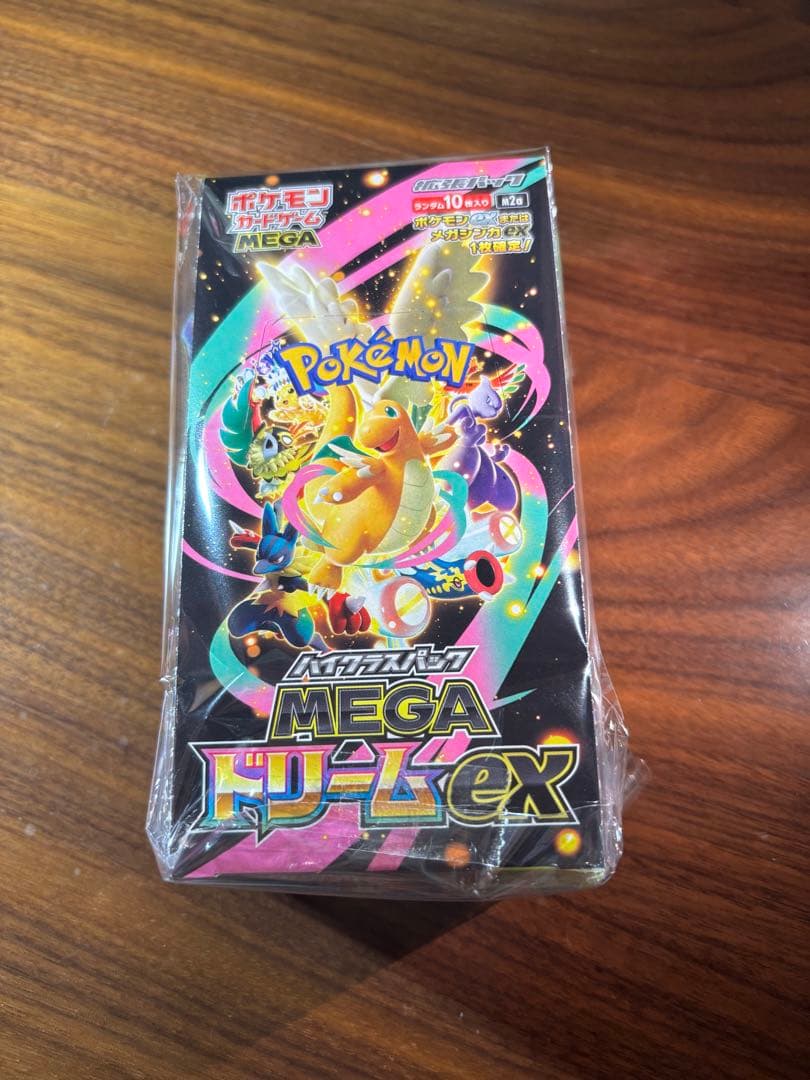 ポケモン
カードゲーム
MEGA
拡張パック
ランダム10枚入り
M2a
ポケモンexまたは
メガシンカex
1枚確定!
POKéMON
ハイクラスパック
MEGA
ドリームex